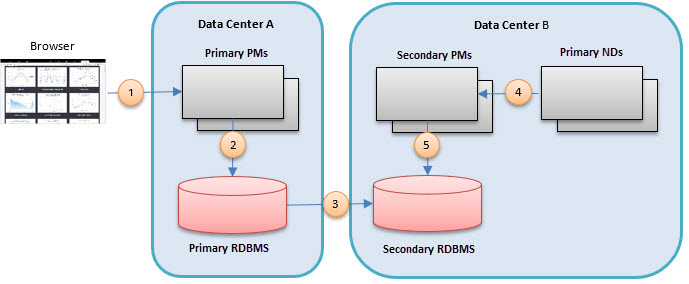 Data Center A
Data Center B
Browser
Primary PMs
Secondary PMs
Primary NDs
1
4
2
5
3
Primary RDBMS
Secondary RDBMS